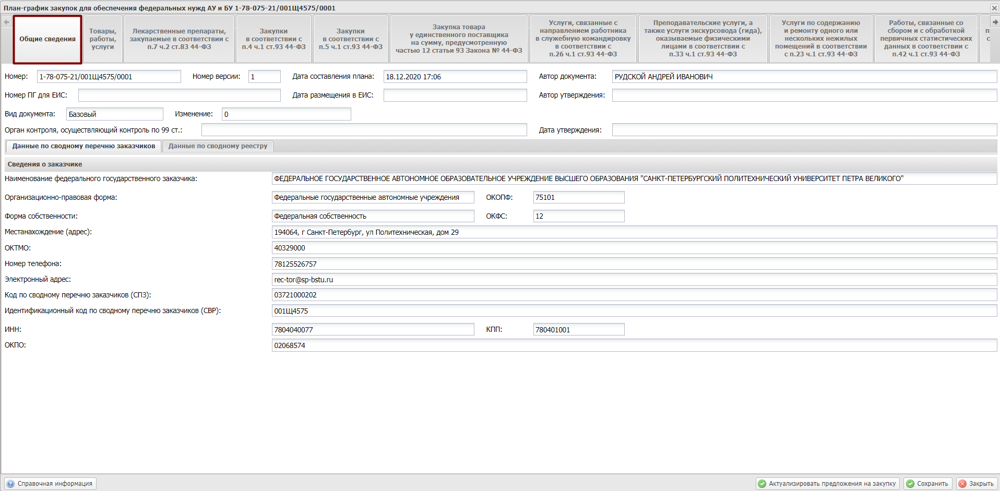 План-график закупок для обеспечения федеральных нужд АУ и БУ 1-78-075-21/001Щ4575/0001
Общие сведения
Товары,
работы,
услуги
Лекарственные препараты,
закупаемые в соответствии с
п.7 ч.2 ст.83 44-ФЗ
Закупки
в соответствии с
п.4 ч.1 ст.93 44-ФЗ
Закупки
в соответствии с
п.5 ч.1 ст.93 44-ФЗ
Закупка товара
у единственного поставщика
на сумму, предусмотренную
частью 12 статьи 93 Закона № 44-ФЗ
Услуги, связанные с
направлением работника
в служебную командировку
в соответствии с
п.26 ч.1 ст.93 44-ФЗ
Преподавательские услуги, а
также услуги экскурсовода (гида),
оказываемые физическими
лицами в соответствии с
п.33 ч.1 ст.93 44-ФЗ
Услуги по содержанию
и ремонту одного или
нескольких нежилых
помещений в соответствии
с п.23 ч.1 ст.93 44-ФЗ
Работы, связанные со
сбором и с обработкой
первичных статистических
данных в соответствии с
п.42 ч.1 ст.93 44-ФЗ
Номер: 1-78-075-21/001Щ4575/0001 Номер версии: 1 Дата составления плана: 18.12.2020 17:06 Автор документа: РУДСКОЙ АНДРЕЙ ИВАНОВИЧ
Номер ПГ для ЕИС: Дата размещения в ЕИС: Автор утверждения:
Вид документа: Базовый Изменение: 0
Орган контроля, осуществляющий контроль по 99 ст.: Дата утверждения:
Данные по сводному перечню заказчиков Данные по сводному реестру
Сведения о заказчике
Наименование федерального государственного заказчика: ФЕДЕРАЛЬНОЕ ГОСУДАРСТВЕННОЕ АВТОНОМНОЕ ОБРАЗОВАТЕЛЬНОЕ УЧРЕЖДЕНИЕ ВЫСШЕГО ОБРАЗОВАНИЯ "САНКТ-ПЕТЕРБУРГСКИЙ ПОЛИТЕХНИЧЕСКИЙ УНИВЕРСИТЕТ ПЕТРА ВЕЛИКОГО"
Организационно-правовая форма: Федеральные государственные автономные учреждения ОКОПФ: 75101
Форма собственности: Федеральная собственность ОКФС: 12
Местанахождение (адрес): 194064, г Санкт-Петербург, ул Политехническая, дом 29
ОКТМО: 40329000
Номер телефона: 78125526757
Электронный адрес: rec-tor@sp-bstu.ru
Код по сводному перечню заказчиков (СПЗ): 03721000202
Идентификационный код по сводному перечню заказчиков (СВР): 001Щ4575
ИНН: 7804040077 КПП: 780401001
ОКПО: 02068574
Справочная информация Актуализировать предложения на закупку Сохранить Закрыть